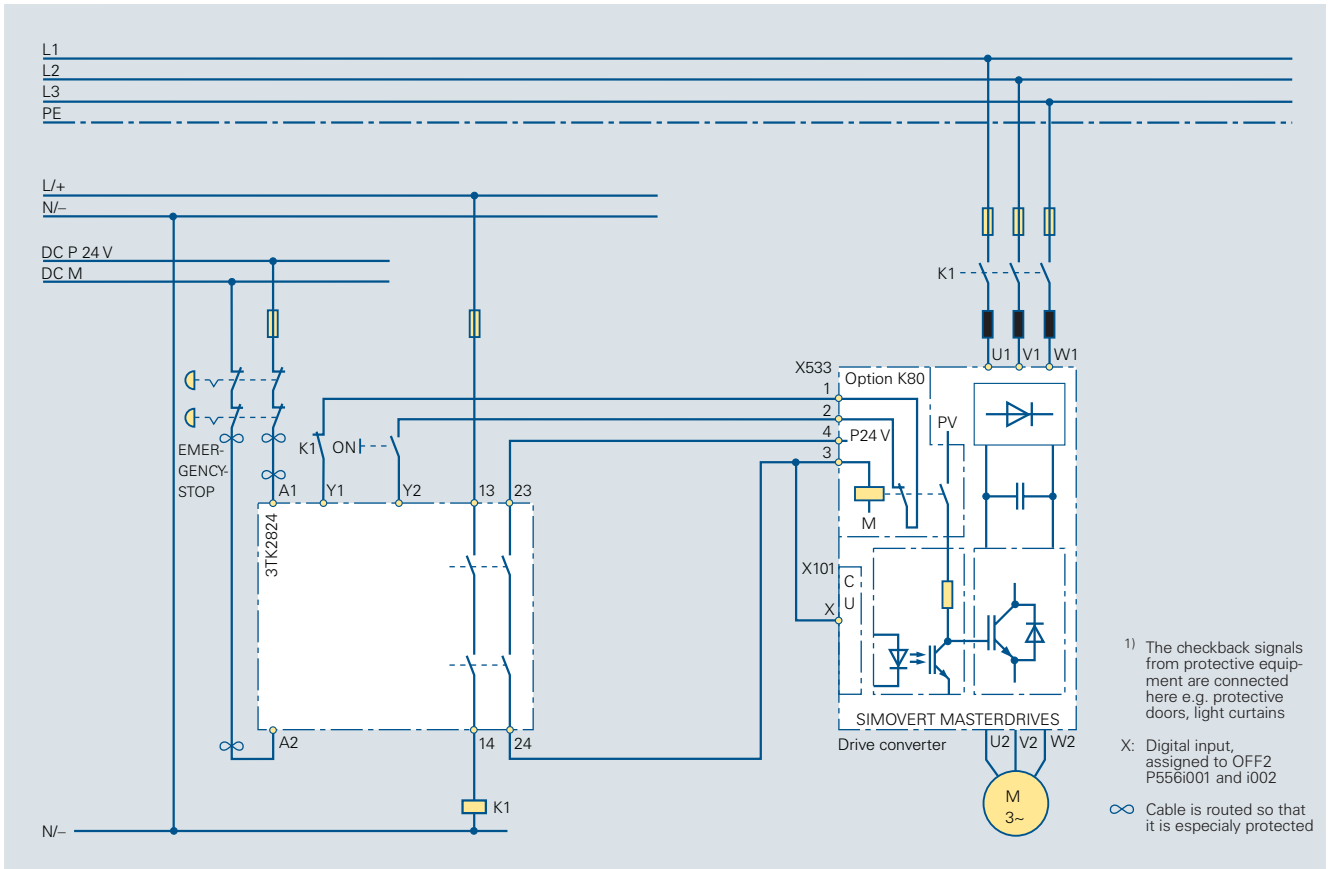 L1
L2
L3
PE
L/+
N/–
DC P 24 V
DC M
K1
U1 V1 W1
X533
Option K80
1
2
4
3
P24 V
PV
M
EMER-
GENCY-
STOP
K1
ON
A1
Y1
Y2
13
23
3TK2824
X101
C
U
X
A2
14
24
K1
N/–
SIMOVERT MASTERDRIVES
Drive converter
U2 V2 W2
M
3~
1) The checkback signals
from protective equip-
ment are connected
here e.g. protective
doors, light curtains
X: Digital input,
assigned to OFF2
P556i001 and i002
Cable is routed so that
it is especialy protected